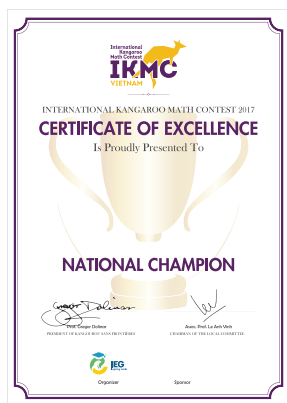 International
Kangaroo
Math Contest
IKMC
VIETNAM
INTERNATIONAL KANGAROO MATH CONTEST 2017
CERTIFICATE OF EXCELLENCE
Is Proudly Presented To
NATIONAL CHAMPION
Prof. Gregor Dolinar
PRESIDENT OF KANGOUROU SANS FRONTIÈRES
Assoc. Prof. Le Anh Vinh
CHAIRMAN OF THE LOCAL COMMITTEE
IEG
Organizer
Sponsor